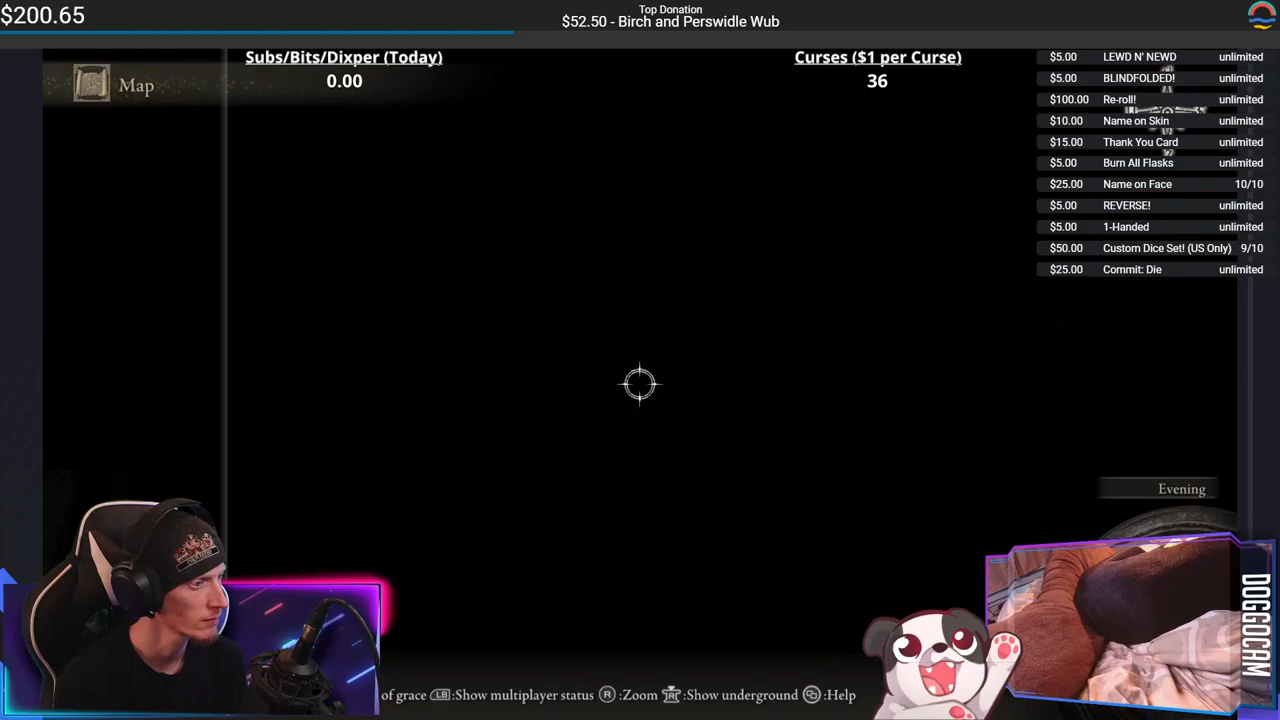 $200.65
Top Donation
$52.50 - Birch and Perswidle Wub
Subs/Bits/Dixper (Today)
0.00
Curses ($1 per Curse)
36
Map
$5.00 LEWD N' NEWD unlimited
$5.00 BLINDFOLDED! unlimited
$100.00 Re-roll! unlimited
$10.00 Name on Skin unlimited
$15.00 Thank You Card unlimited
$5.00 Burn All Flasks unlimited
$25.00 Name on Face 10/10
$5.00 REVERSE! unlimited
$5.00 1-Handed unlimited
$50.00 Custom Dice Set! (US Only) 9/10
$25.00 Commit: Die unlimited
Evening
DOGGOCAM
of grace LB:Show multiplayer status R:Zoom :Show underground :Help